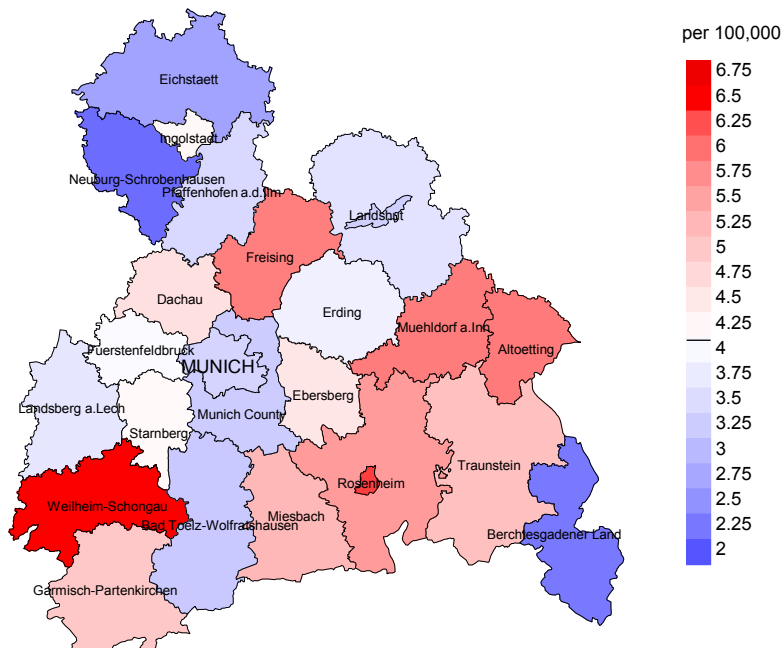 per 100,000
6.75
6.5
6.25
6
5.75
5.5
5.25
5
4.75
4.5
4.25
4
3.75
3.5
3.25
3
2.75
2.5
2.25
2
Eichstaett
Ingolstadt
Neuburg-Schrobenhausen
Pfaffenhofen a.d.Ilm
Landshut
Freising
Dachau
Erding
Muehldorf a.Inn
Altoetting
Fuerstenfeldbruck
MUNICH
Ebersberg
Landsberg a.Lech
Munich County
Starnberg
Traunstein
Rosenheim
Weilheim-Schongau
Miesbach
Bad Toelz-Wolfratshausen
Berchtesgadener Land
Garmisch-Partenkirchen